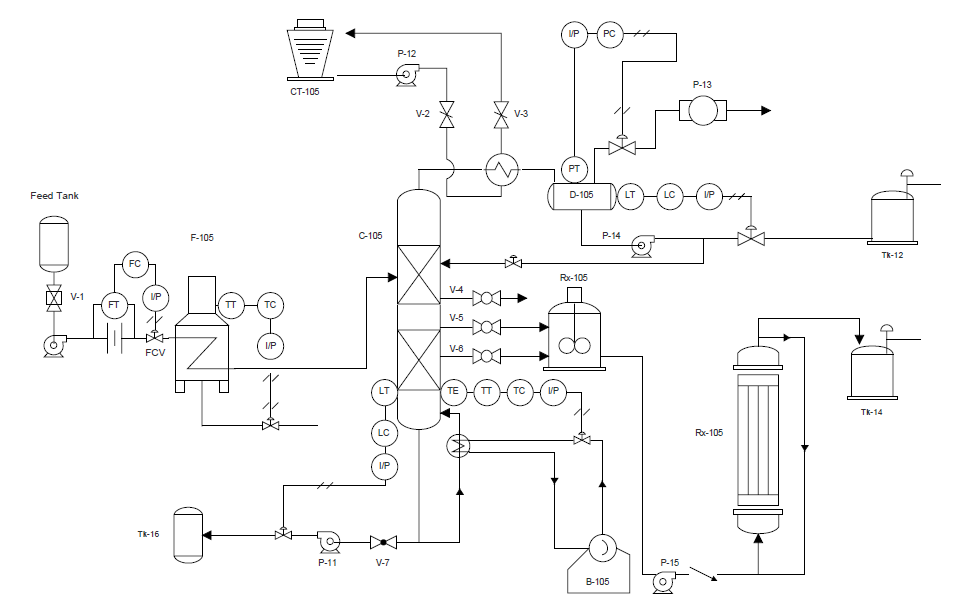 I/P
PC
P-12
CT-105
P-13
V-2
V-3
PT
D-105
LT
LC
I/P
Feed Tank
F-105
C-105
P-14
Tk-12
FC
V-1
I/P
FT
TT
TC
Rx-105
V-4
V-5
V-6
FCV
I/P
LT
TE
TT
TC
I/P
Tk-14
LC
Rx-105
I/P
Tk-16
P-11
V-7
P-15
B-105